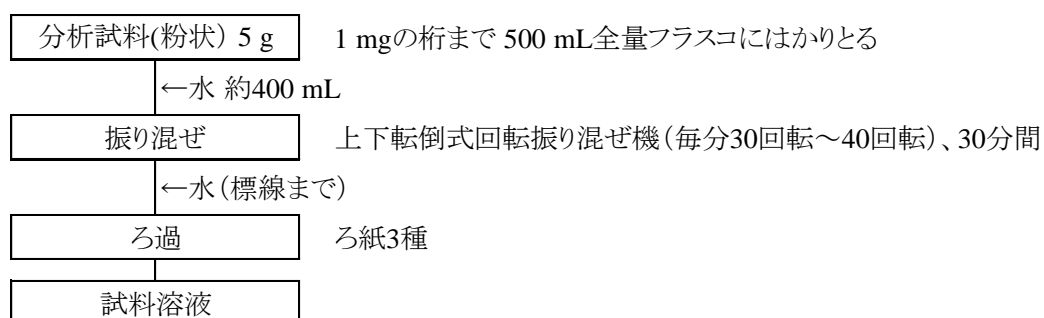 分析試料(粉状) 5 g 1 mgの桁まで 500 mL全量フラスコにはかりとる
←水 約400 mL
振り混ぜ 上下転倒式回転振り混ぜ機(毎分30回転～40回転)、30分間
←水(標線まで)
ろ過 ろ紙3種
試料溶液